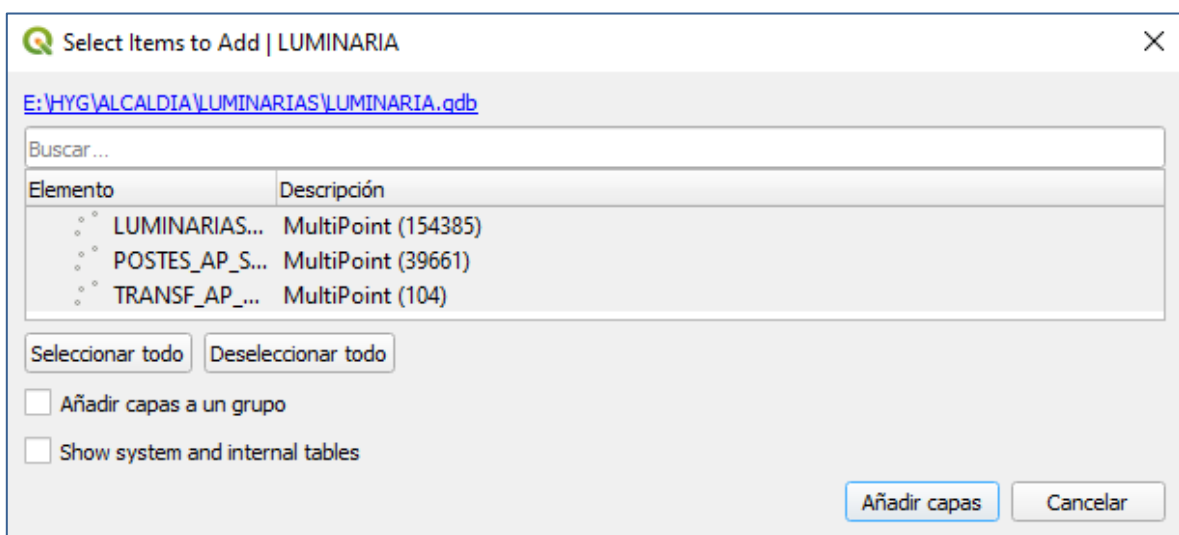 Select Items to Add | LUMINARIA
E:\HYG\ALCALDIA\LUMINARIAS\LUMINARIA.gdb
Buscar...
Elemento Descripción
LUMINARIAS... MultiPoint (154385)
POSTES_AP_S... MultiPoint (39661)
TRANSF_AP_... MultiPoint (104)
Seleccionar todo Deseleccionar todo
Añadir capas a un grupo
Show system and internal tables
Añadir capas Cancelar